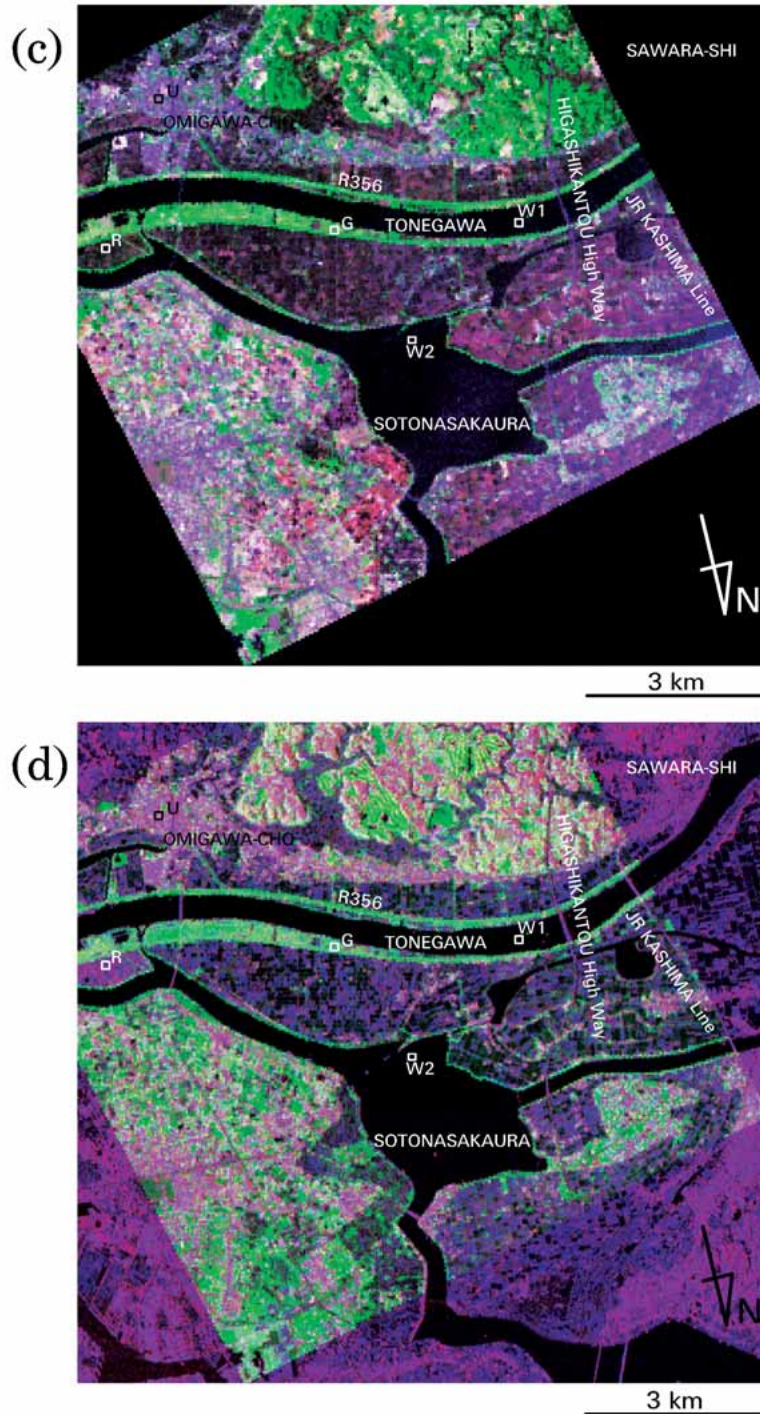 (c)
SAWARA-SHI
U
OMIGAWA-CHO
HIGASHIKANTOU High Way
R356
JR KASHIMA Line
W1
G
TONEGAWA
R
W2
SOTONASAKAURA
N
3 km
(d)
SAWARA-SHI
U
OMIGAWA-CHO
HIGASHIKANTOU High Way
R356
JR KASHIMA Line
W1
G
TONEGAWA
R
W2
SOTONASAKAURA
N
3 km